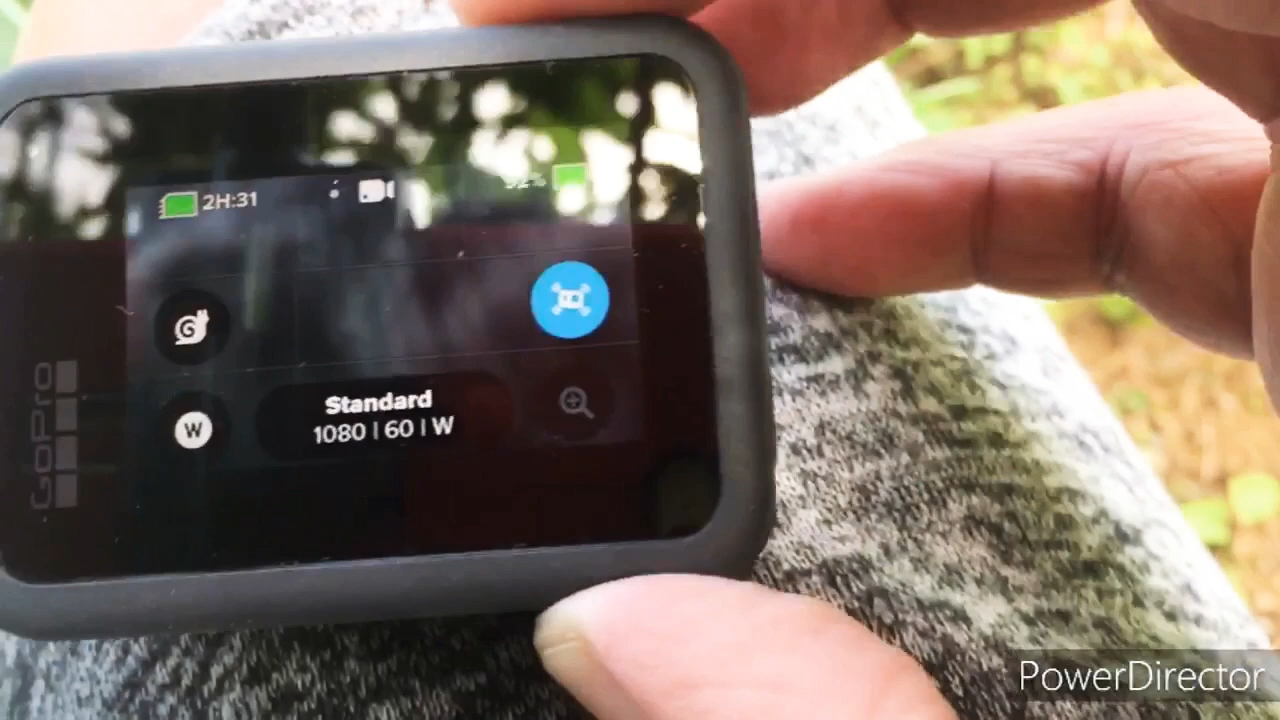 2H:31
W
Standard
1080 | 60 | W
GoPro
PowerDirector